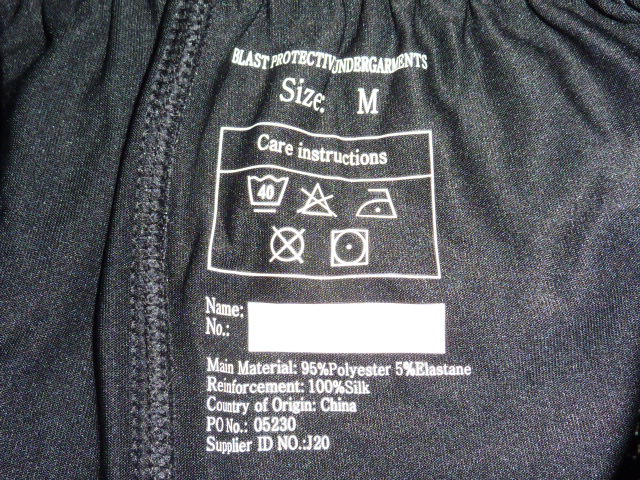 BLAST PROTECTIVE UNDERGARMENTS
Size: M
Care instructions
40
Name:
No.:
Main Material: 95%Polyester 5%Elastane
Reinforcement: 100%Silk
Country of Origin: China
PO No.: 05230
Supplier ID NO.:J20